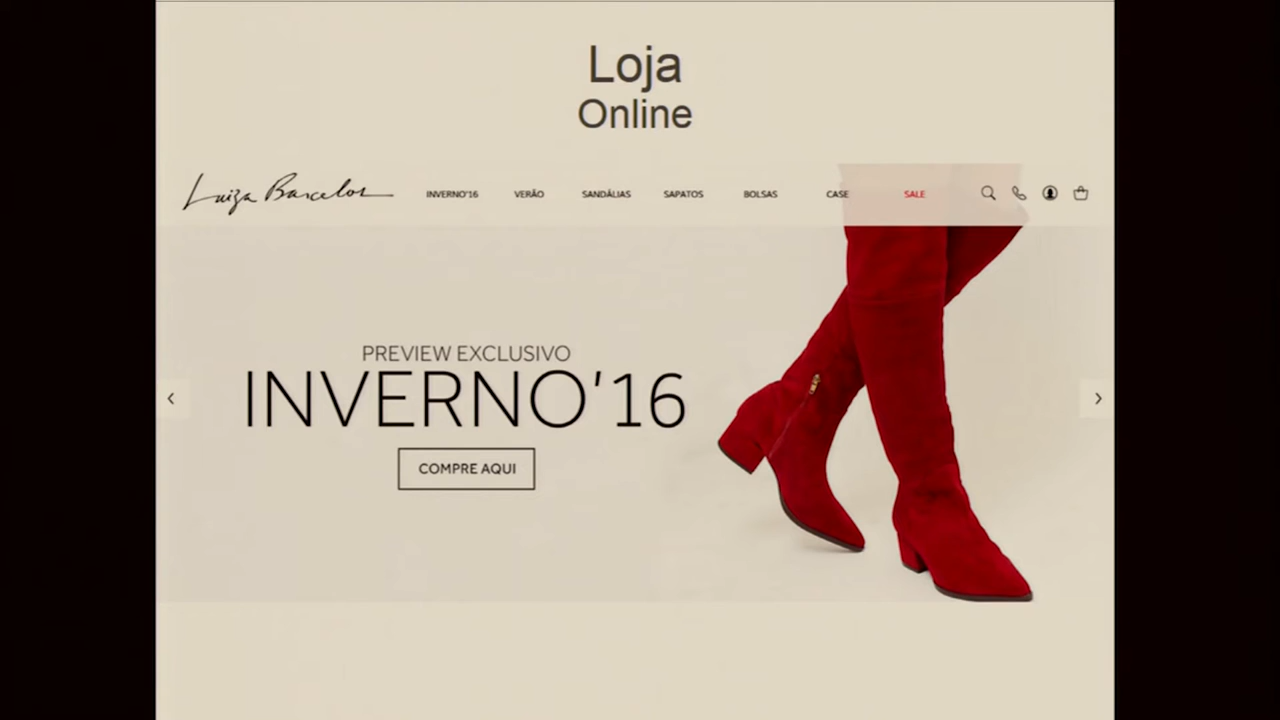 Loja
Online
Luiza Barcelos INVERNO'16 VERÃO SANDÁLIAS SAPATOS BOLSAS CASE SALE
PREVIEW EXCLUSIVO
INVERNO'16
COMPRE AQUI